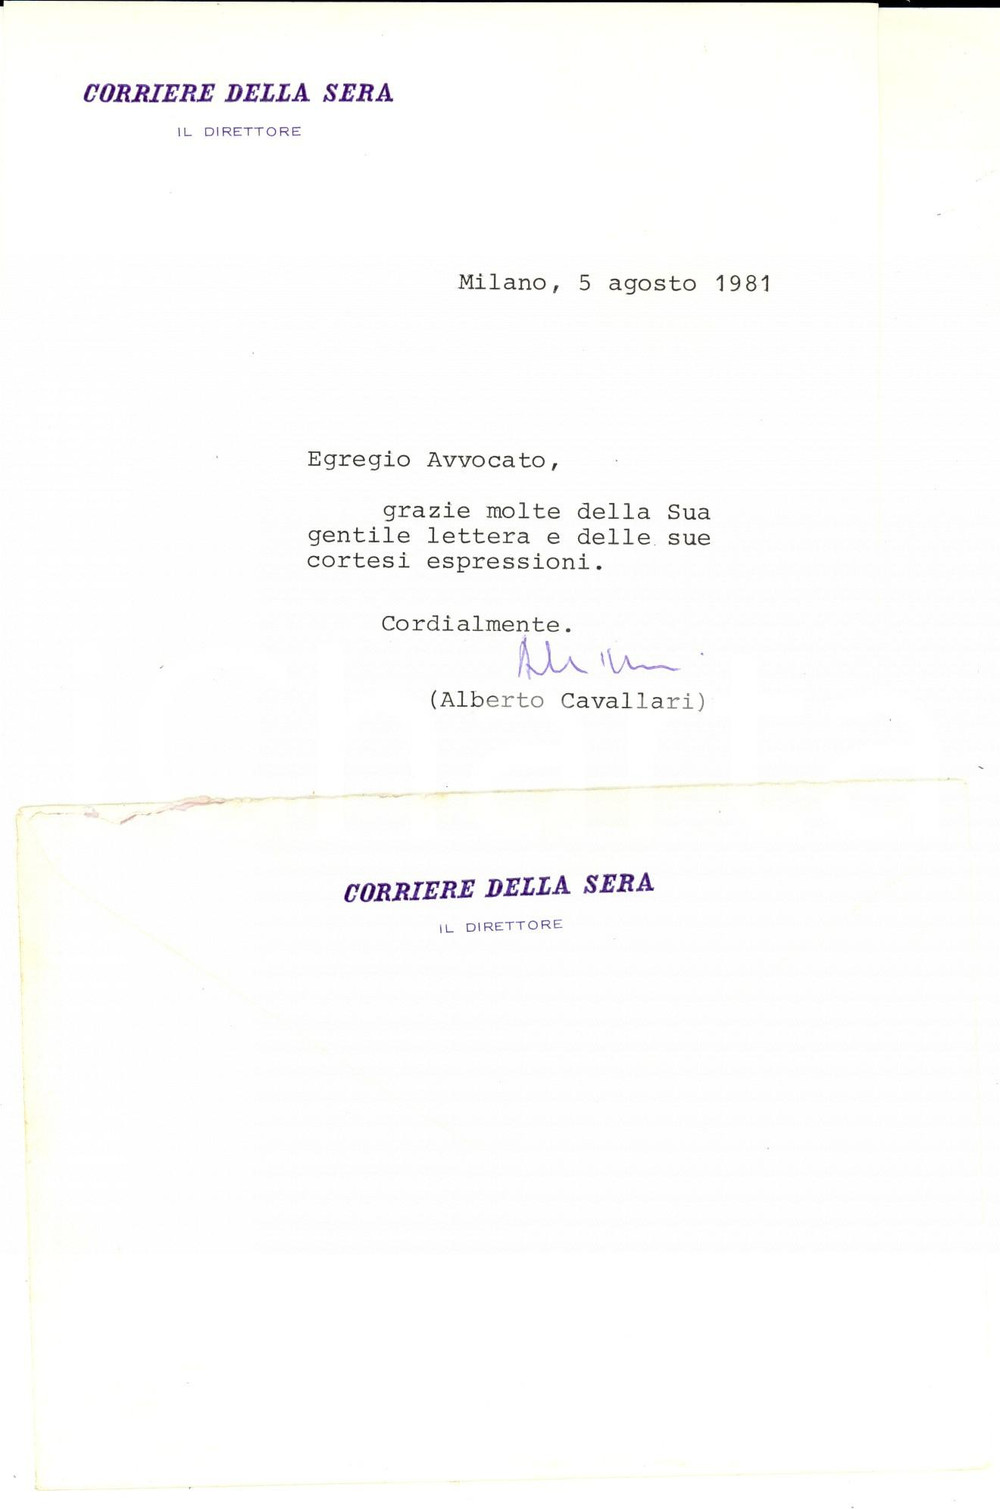 CORRIERE DELLA SERA
IL DIRETTORE
Milano, 5 agosto 1981
Egregio Avvocato,
grazie molte della Sua
gentile lettera e delle sue
cortesi espressioni.
Cordialmente.
(Alberto Cavallari)
CORRIERE DELLA SERA
IL DIRETTORE